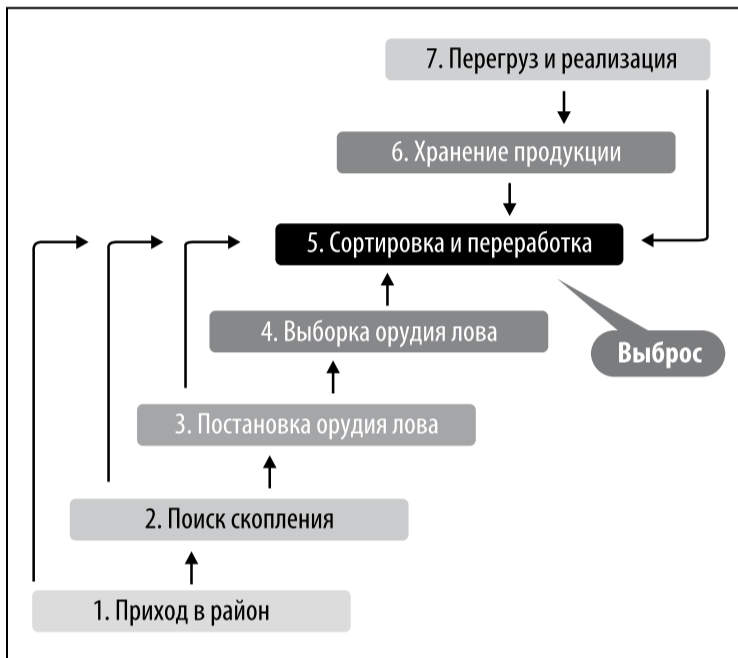 7. Перегруз и реализация
6. Хранение продукции
5. Сортировка и переработка
4. Выборка орудия лова
Выброс
3. Постановка орудия лова
2. Поиск скопления
1. Приход в район